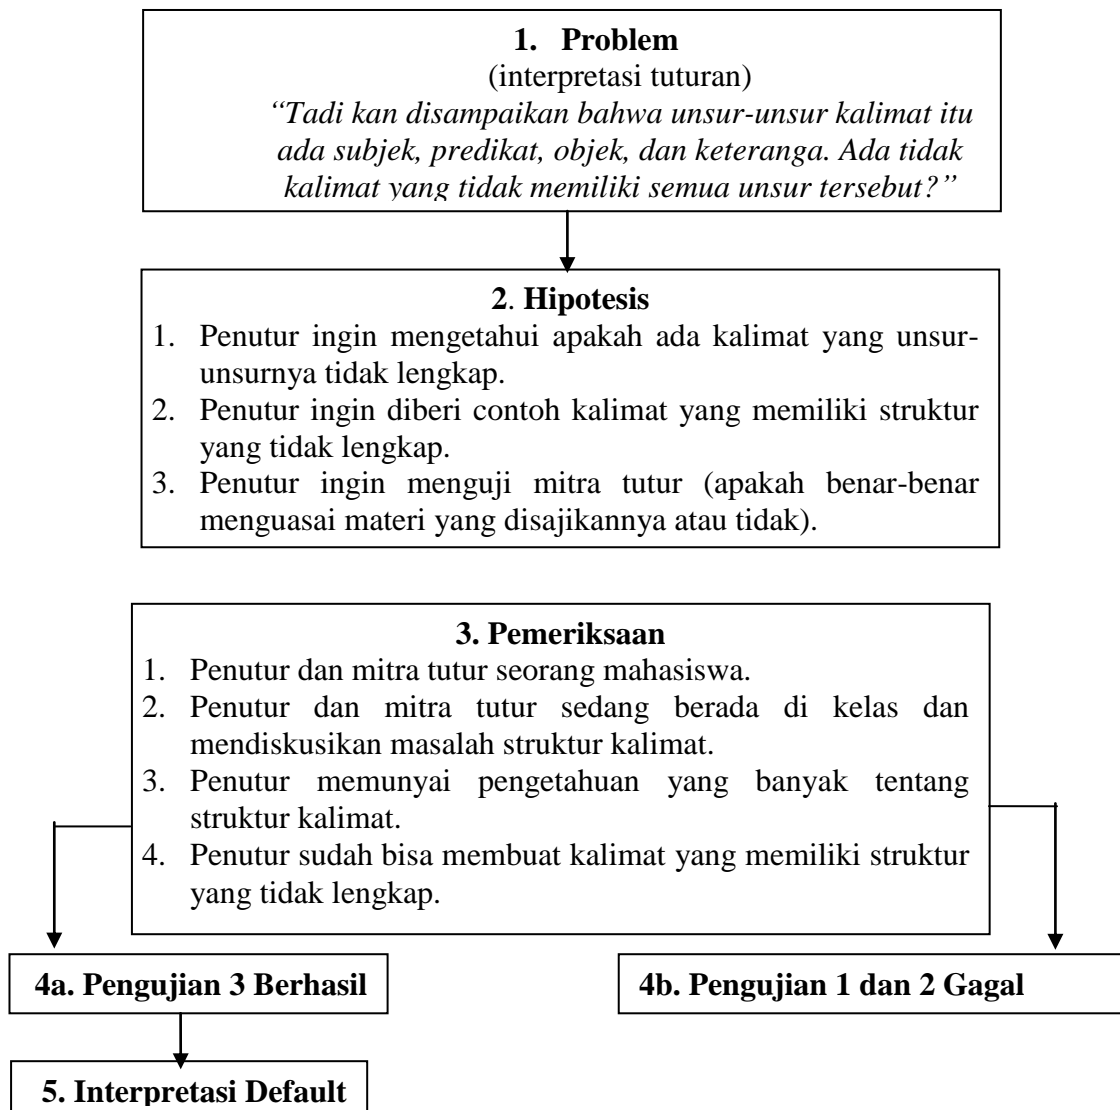 1. Problem
(interpretasi tuturan)
“Tadi kan disampaikan bahwa unsur-unsur kalimat itu
ada subjek, predikat, objek, dan keteranga. Ada tidak
kalimat yang tidak memiliki semua unsur tersebut?”
2. Hipotesis
1. Penutur ingin mengetahui apakah ada kalimat yang unsur-
unsurnya tidak lengkap.
2. Penutur ingin diberi contoh kalimat yang memiliki struktur
yang tidak lengkap.
3. Penutur ingin menguji mitra tutur (apakah benar-benar
menguasai materi yang disajikannya atau tidak).
3. Pemeriksaan
1. Penutur dan mitra tutur seorang mahasiswa.
2. Penutur dan mitra tutur sedang berada di kelas dan
mendiskusikan masalah struktur kalimat.
3. Penutur memunyai pengetahuan yang banyak tentang
struktur kalimat.
4. Penutur sudah bisa membuat kalimat yang memiliki struktur
yang tidak lengkap.
4a. Pengujian 3 Berhasil
4b. Pengujian 1 dan 2 Gagal
5. Interpretasi Default